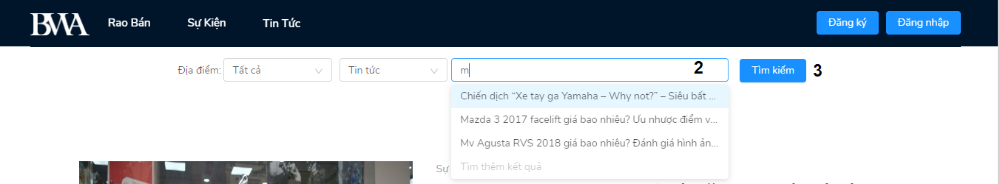 BWA Rao Bán Sự Kiện Tin Tức Đăng ký Đăng nhập
Địa điểm: Tất cả Tin tức m 2 Tìm kiếm 3
Chiến dịch “Xe tay ga Yamaha – Why not?” – Siêu bất ...
Mazda 3 2017 facelift giá bao nhiêu? Ưu nhược điểm v...
Mv Agusta RVS 2018 giá bao nhiêu? Đánh giá hình ản...
Tìm thêm kết quả
Sự